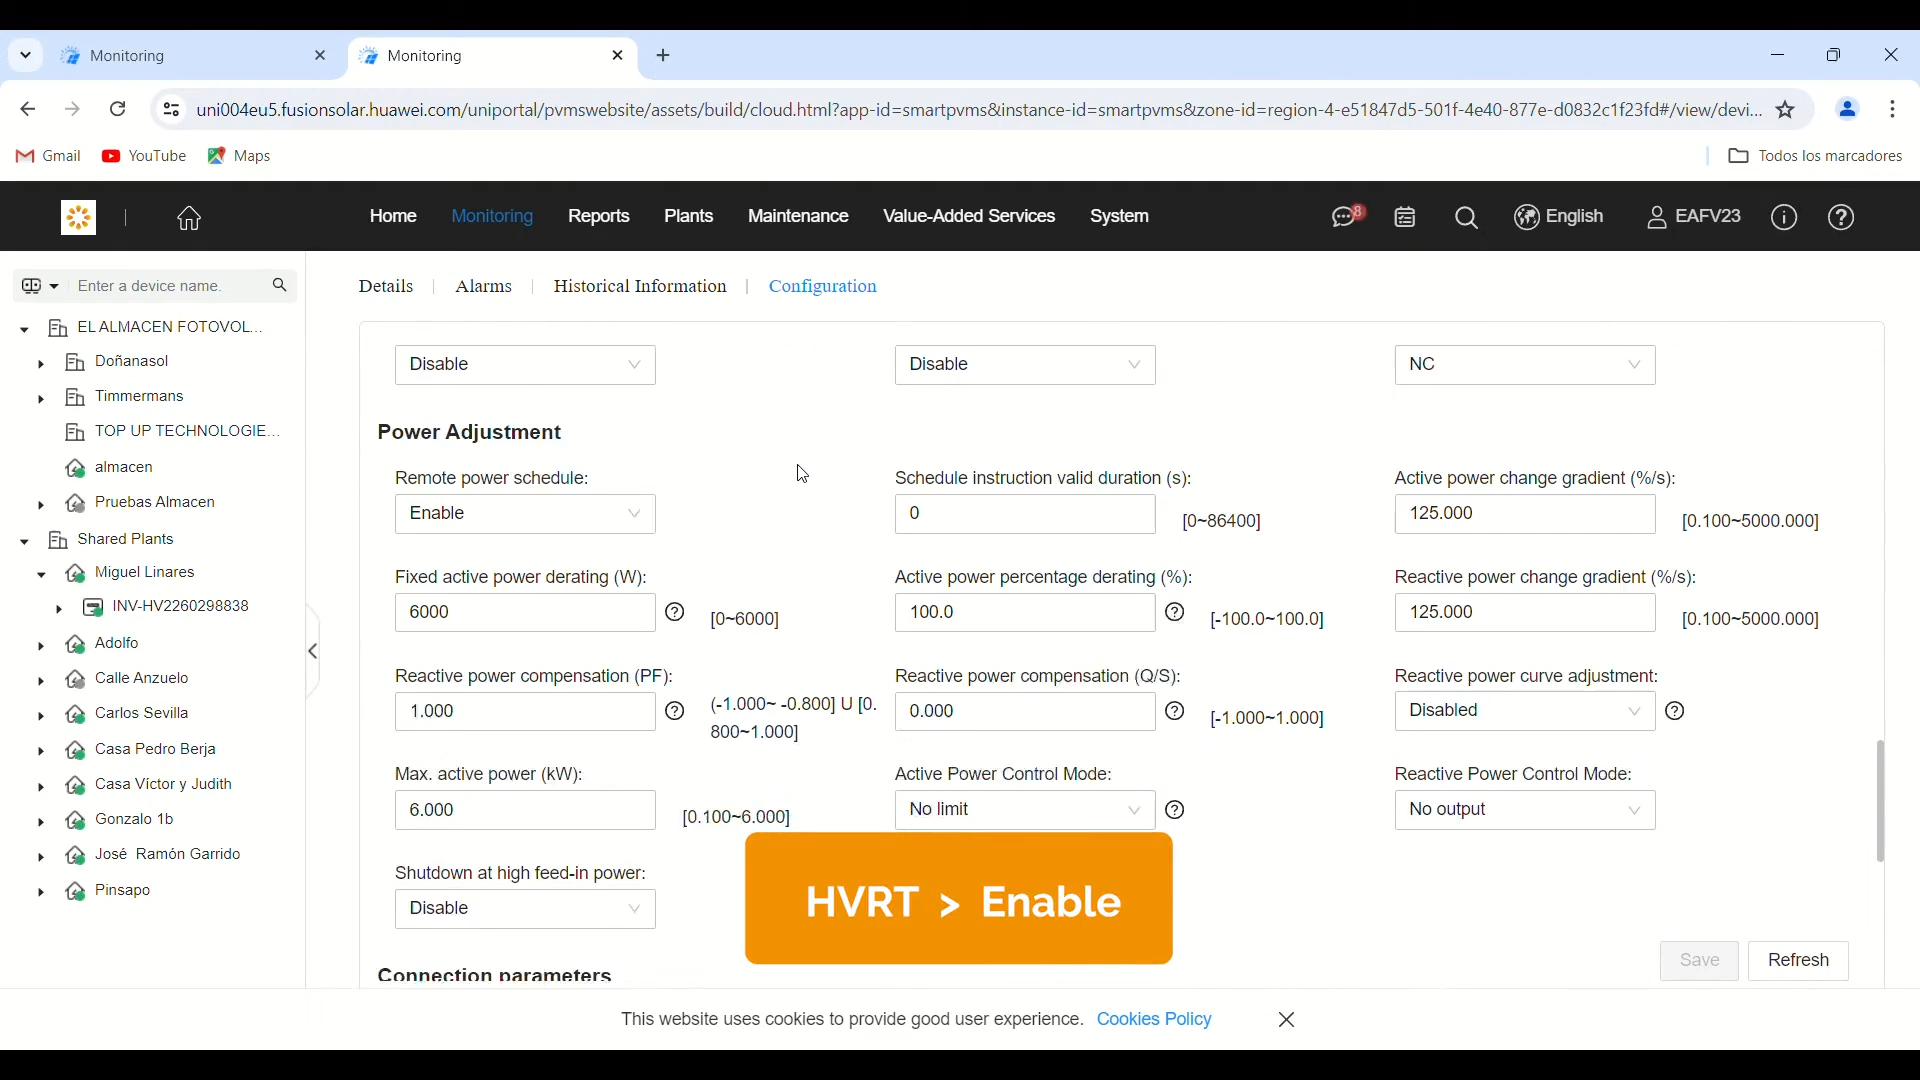 Monitoring
Monitoring
uni004eu5.fusionsolar.huawei.com/uniportal/pvmswebsite/assets/build/cloud.html?app-id=smartpvms&instance-id=smartpvms&zone-id=region-4-e51847d5-501f-4e40-877e-d0832c1f23fd#/view/devi...
Gmail YouTube Maps Todos los marcadores
Home Monitoring Reports Plants Maintenance Value-Added Services System 8 English EAFV23
Enter a device name.
EL ALMACEN FOTOVOL...
Doñanasol
Timmermans
TOP UP TECHNOLOGIE...
almacen
Pruebas Almacen
Shared Plants
Miguel Linares
INV-HV2260298838
Adolfo
Calle Anzuelo
Carlos Sevilla
Casa Pedro Berja
Casa Víctor y Judith
Gonzalo 1b
José Ramón Garrido
Pinsapo
Details | Alarms | Historical Information | Configuration
Disable Disable NC
Power Adjustment
Remote power schedule: Schedule instruction valid duration (s): Active power change gradient (%/s):
Enable 0 [0~86400] 125.000 [0.100~5000.000]
Fixed active power derating (W): Active power percentage derating (%): Reactive power change gradient (%/s):
6000 [0~6000] 100.0 [-100.0~100.0] 125.000 [0.100~5000.000]
Reactive power compensation (PF): Reactive power compensation (Q/S): Reactive power curve adjustment:
1.000 (-1.000~ -0.800] U [0.800~1.000] 0.000 [-1.000~1.000] Disabled
Max. active power (kW): Active Power Control Mode: Reactive Power Control Mode:
6.000 [0.100~6.000] No limit No output
Shutdown at high feed-in power:
Disable
HVRT > Enable
Connection parameters
Save Refresh
This website uses cookies to provide good user experience. Cookies Policy